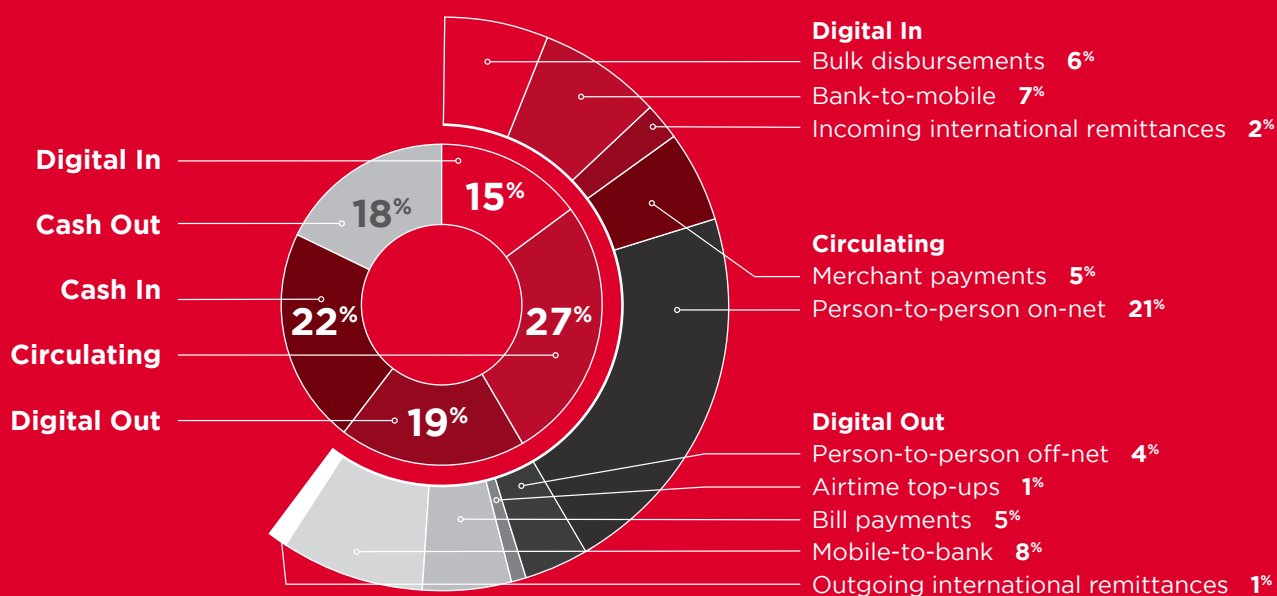 Digital In
Cash Out
Cash In
Circulating
Digital Out
15%
18%
22%
27%
19%
Digital In
Bulk disbursements 6%
Bank-to-mobile 7%
Incoming international remittances 2%
Circulating
Merchant payments 5%
Person-to-person on-net 21%
Digital Out
Person-to-person off-net 4%
Airtime top-ups 1%
Bill payments 5%
Mobile-to-bank 8%
Outgoing international remittances 1%